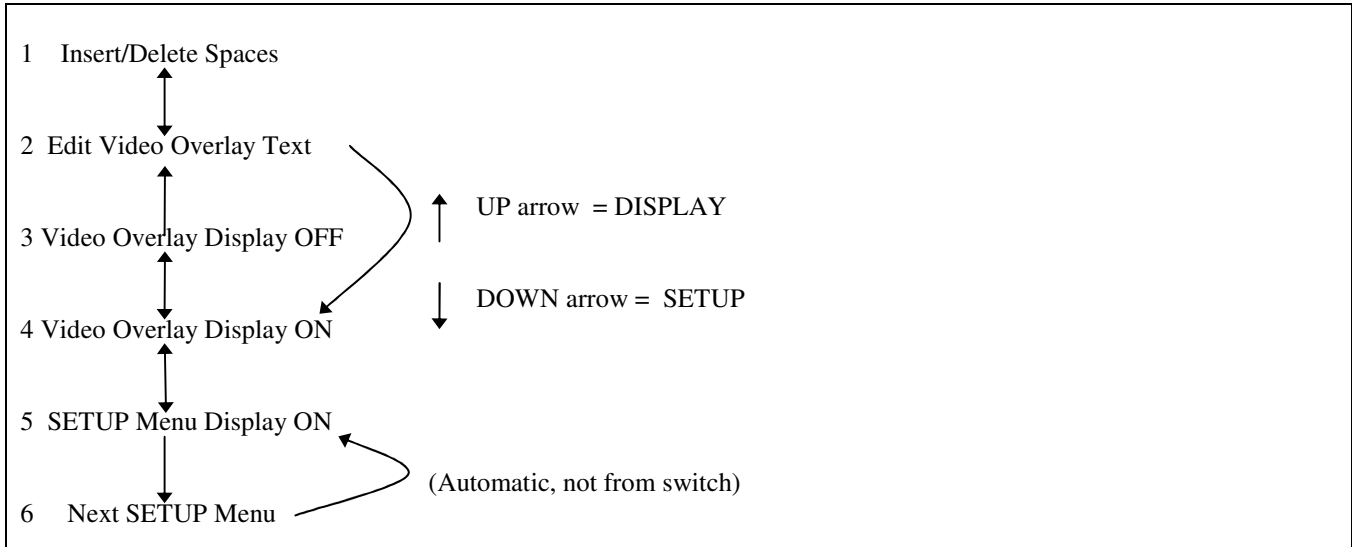 1 Insert/Delete Spaces
2 Edit Video Overlay Text
UP arrow = DISPLAY
3 Video Overlay Display OFF
DOWN arrow = SETUP
4 Video Overlay Display ON
5 SETUP Menu Display ON
(Automatic, not from switch)
6 Next SETUP Menu